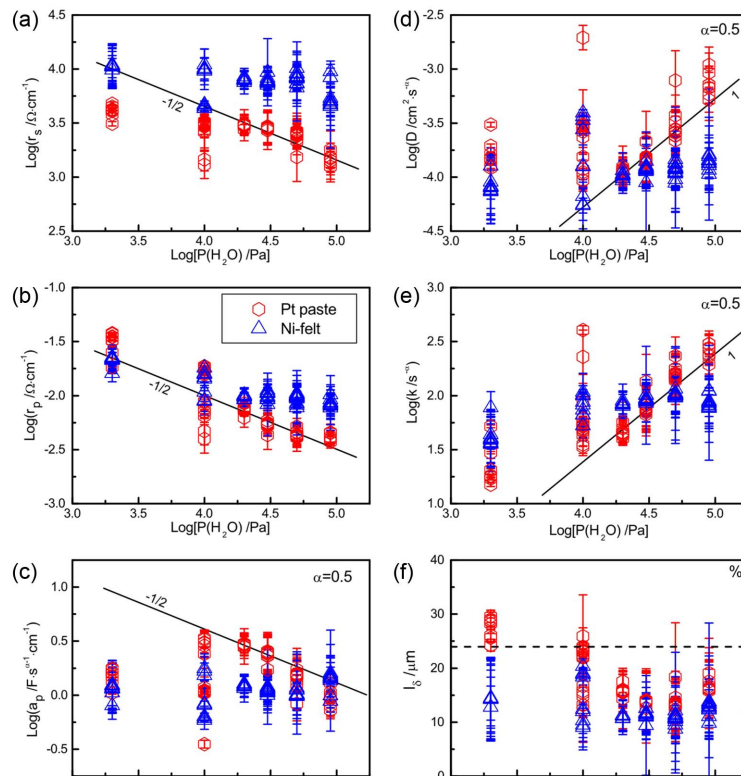 (a)
4.5
4.0
3.5
3.0
2.5
Log(r_s /Ω·cm⁻¹)
-1/2
3.0 3.5 4.0 4.5 5.0
Log[P(H₂O) /Pa]
(d)
α=0.5
-2.5
-3.0
-3.5
-4.0
-4.5
Log(D /cm²·s⁻ᵅ)
1
3.0 3.5 4.0 4.5 5.0
Log[P(H₂O) /Pa]
(b)
-1.0
-1.5
-2.0
-2.5
-3.0
Log(r_p /Ω·cm⁻¹)
Pt paste
Ni-felt
-1/2
3.0 3.5 4.0 4.5 5.0
Log[P(H₂O) /Pa]
(e)
α=0.5
3.0
2.5
2.0
1.5
1.0
Log(k /s⁻ᵅ)
1
3.0 3.5 4.0 4.5 5.0
Log[P(H₂O) /Pa]
(c)
α=0.5
1.0
0.5
0.0
-0.5
Log(a_p /F·sᵅ⁻¹·cm⁻¹)
-1/2
(f)
%
40
30
20
10
0
l_δ /μm